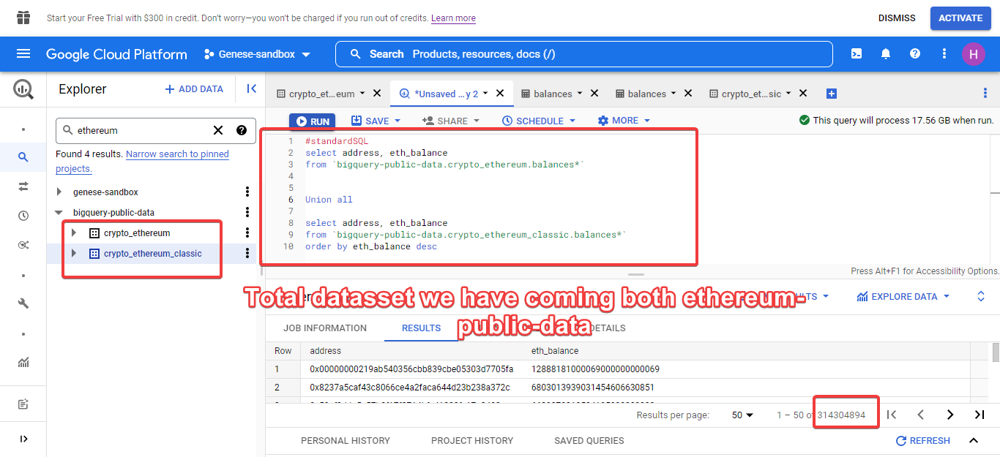 Start your Free Trial with $300 in credit. Don't worry—you won't be charged if you run out of credits. Learn more
DISMISS
ACTIVATE
Google Cloud Platform
Genese-sandbox
Search Products, resources, docs (/)
H
Explorer
+ ADD DATA
crypto_et…eum
*Unsaved …y 2
balances
balances
crypto_et…sic
ethereum
RUN
SAVE
SHARE
SCHEDULE
MORE
This query will process 17.56 GB when run.
Found 4 results. Narrow search to pinned
projects.
genese-sandbox
bigquery-public-data
crypto_ethereum
crypto_ethereum_classic
1 #standardSQL
2 select address, eth_balance
3 from `bigquery-public-data.crypto_ethereum.balances*`
4
5
6 Union all
7
8 select address, eth_balance
9 from `bigquery-public-data.crypto_ethereum_classic.balances*`
10 order by eth_balance desc
Press Alt+F1 for Accessibility Options.
Total datasset we have coming both ethereum-
public-data
EXPLORE DATA
JOB INFORMATION
RESULTS
DETAILS
Row address eth_balance
1 0x00000000219ab540356cbb839cbe05303d7705fa 12888181000069000000000069
2 0x8237a5caf43c8066ce4a2faca644d23b238a372c 6803013939031454606630851
Results per page: 50 1 – 50 of 314304894
PERSONAL HISTORY
PROJECT HISTORY
SAVED QUERIES
REFRESH